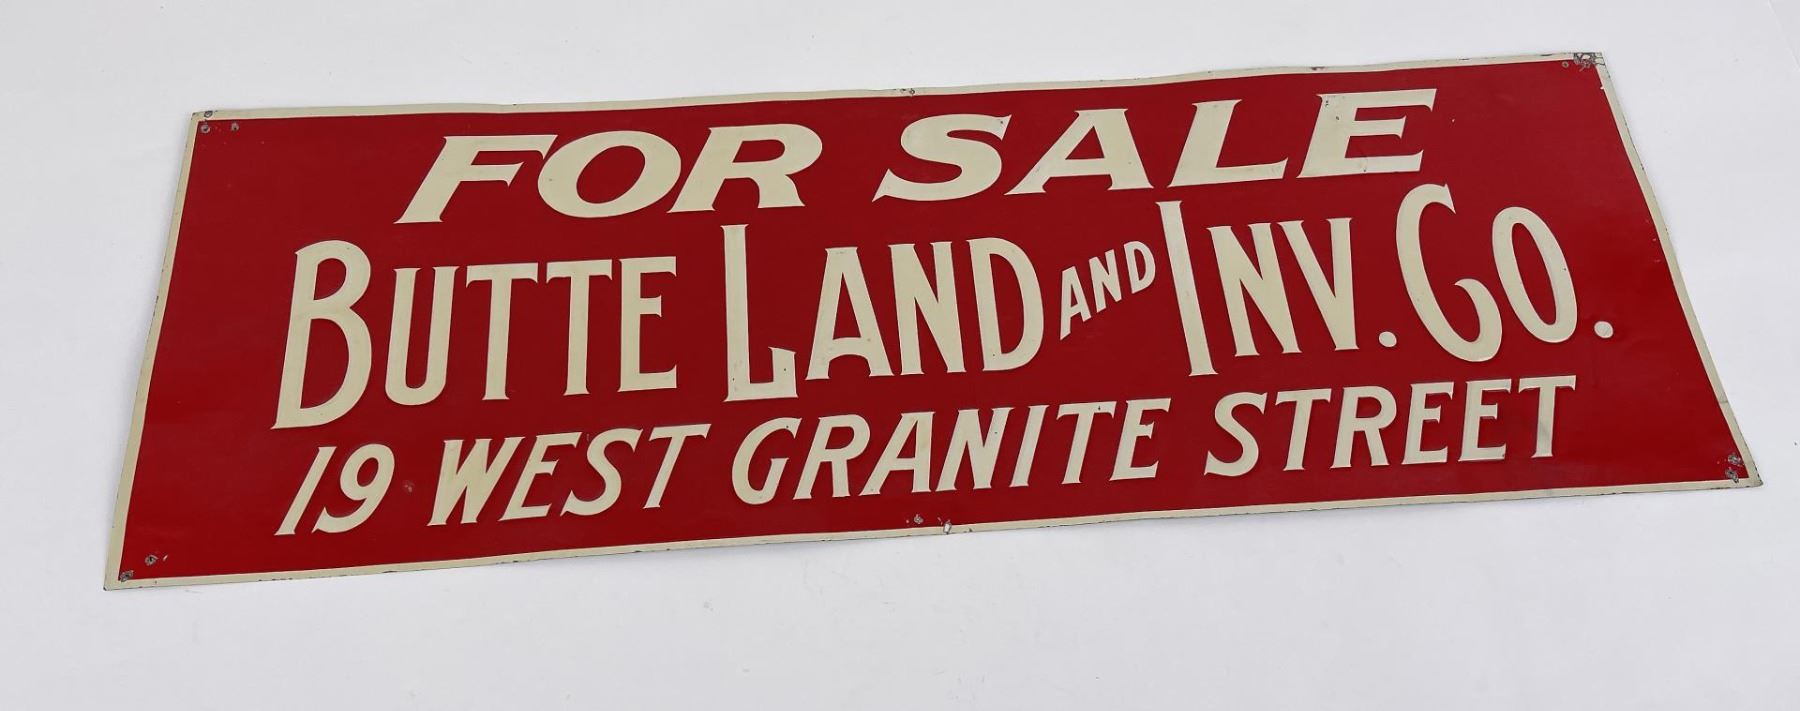 FOR SALE
BUTTE LAND AND INV. CO.
19 WEST GRANITE STREET